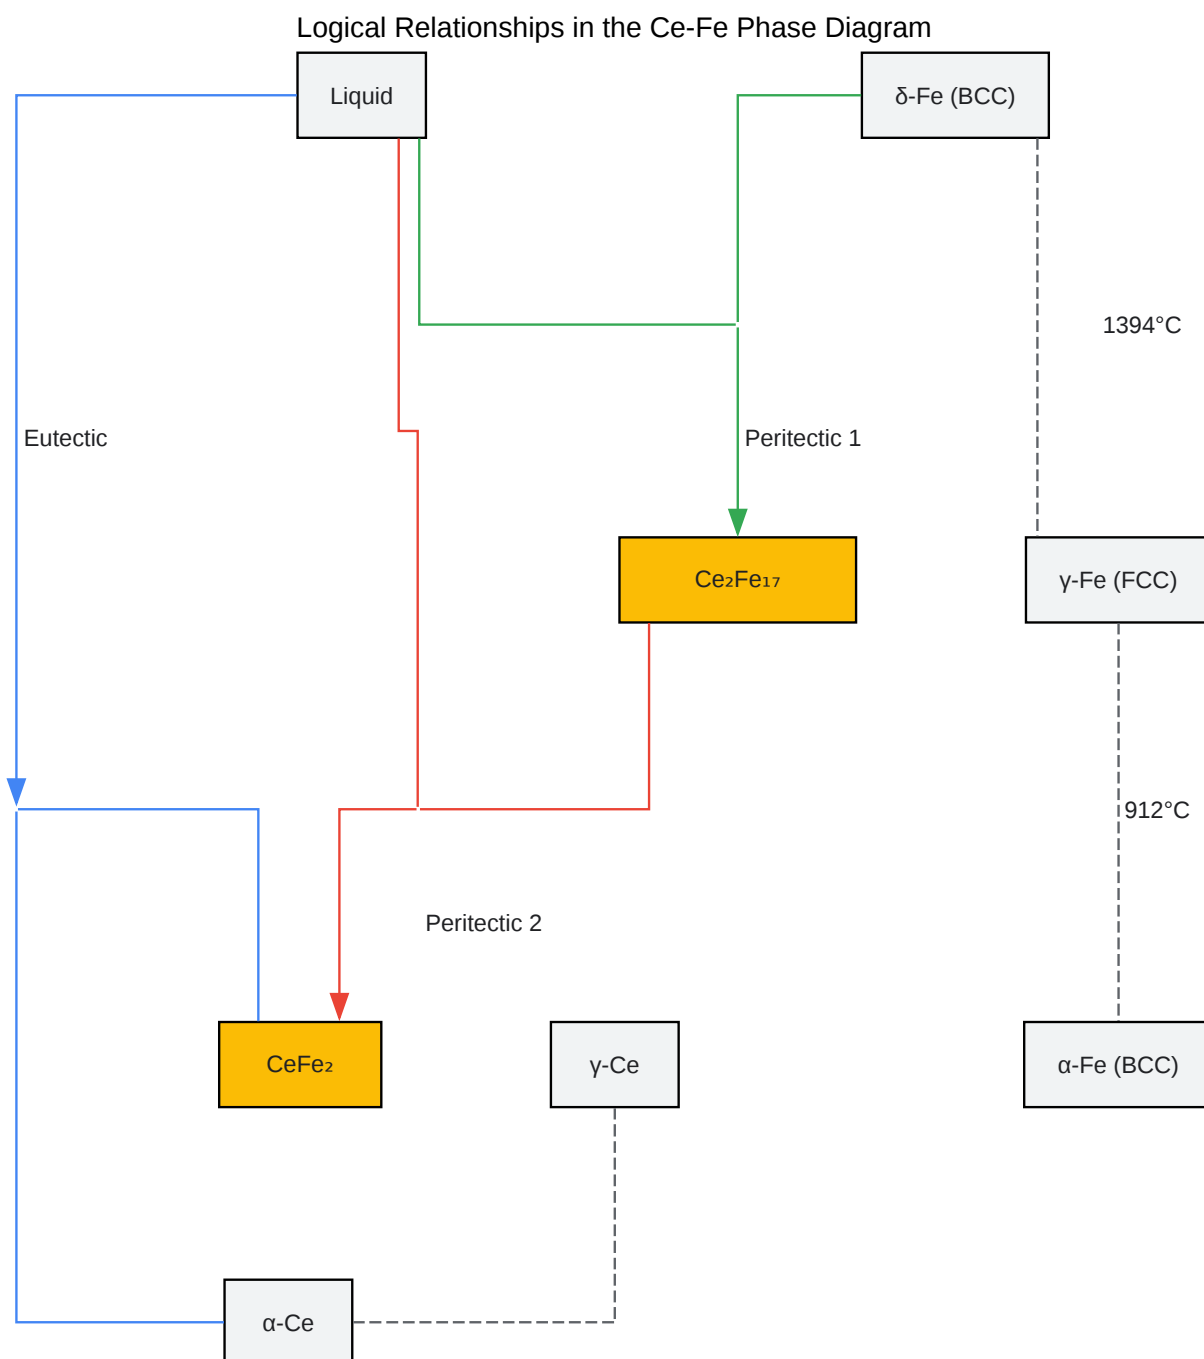 Logical Relationships in the Ce-Fe Phase Diagram
Liquid
δ-Fe (BCC)
1394°C
Eutectic
Peritectic 1
Ce₂Fe₁₇
γ-Fe (FCC)
912°C
Peritectic 2
CeFe₂
γ-Ce
α-Fe (BCC)
α-Ce